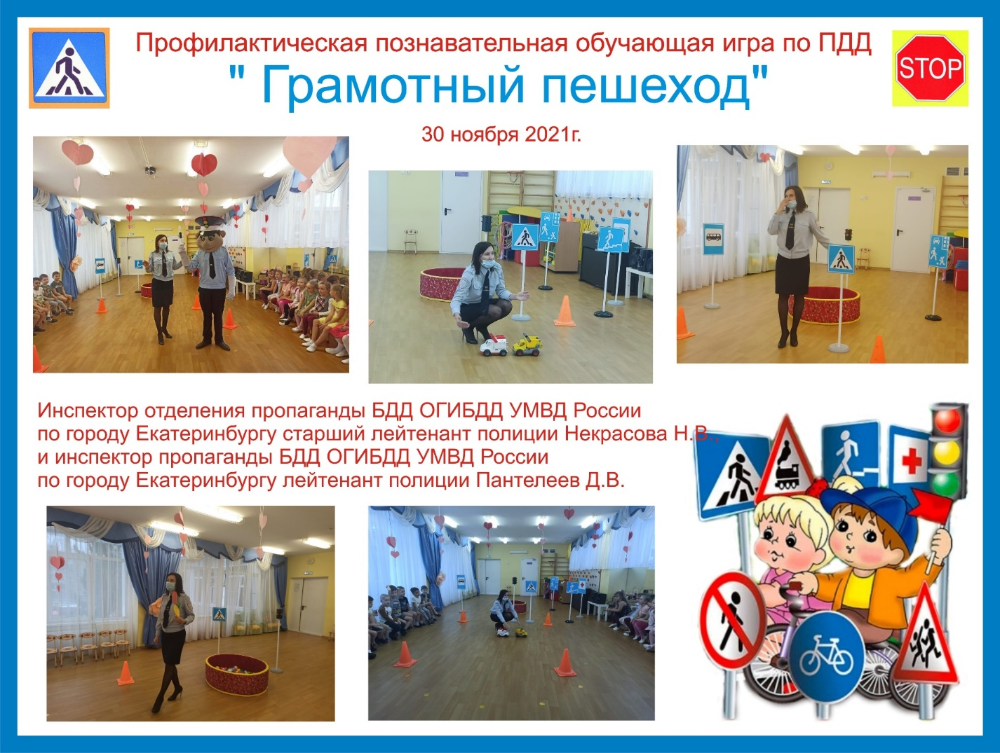 Профилактическая познавательная обучающая игра по ПДД
" Грамотный пешеход"
STOP
30 ноября 2021г.
Инспектор отделения пропаганды БДД ОГИБДД УМВД России
по городу Екатеринбургу старший лейтенант полиции Некрасова Н.В.,
и инспектор пропаганды БДД ОГИБДД УМВД России
по городу Екатеринбургу лейтенант полиции Пантелеев Д.В.